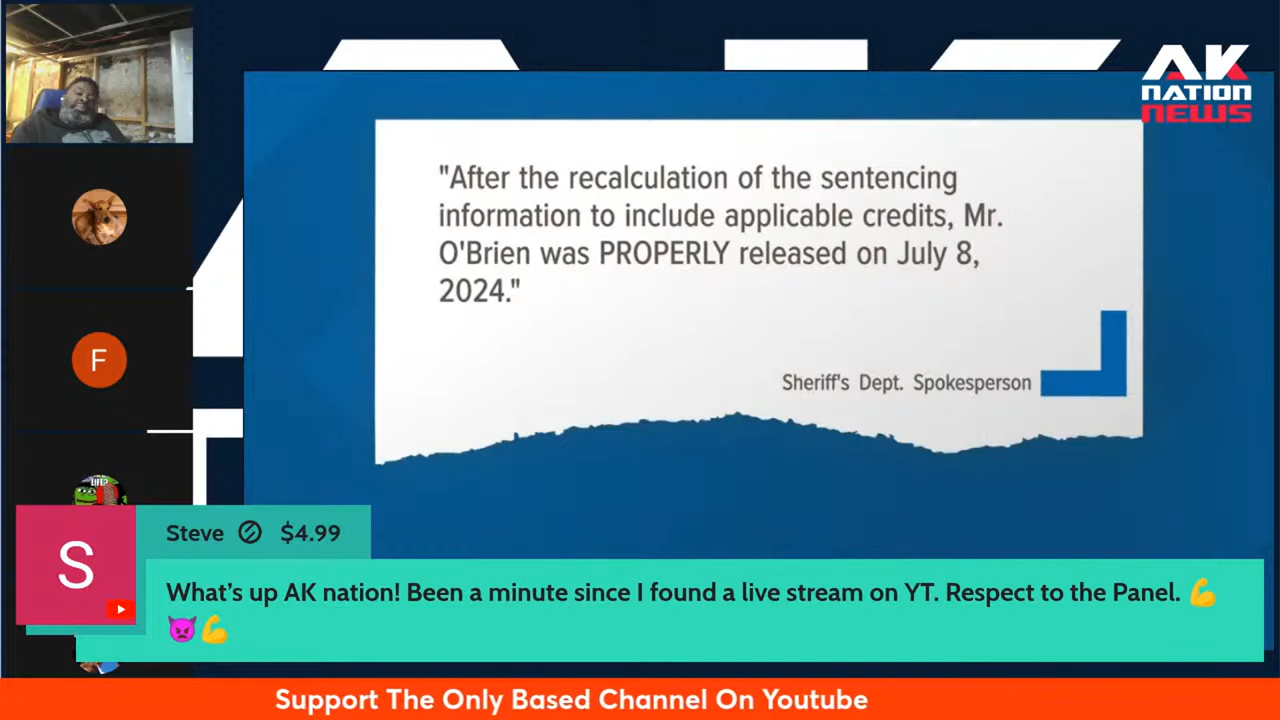 AK
NATION
NEWS
"After the recalculation of the sentencing
information to include applicable credits, Mr.
O'Brien was PROPERLY released on July 8,
2024."
Sheriff's Dept. Spokesperson
F
LIFE?
S
Steve $4.99
What's up AK nation! Been a minute since I found a live stream on YT. Respect to the Panel. 💪
👿💪
Support The Only Based Channel On Youtube